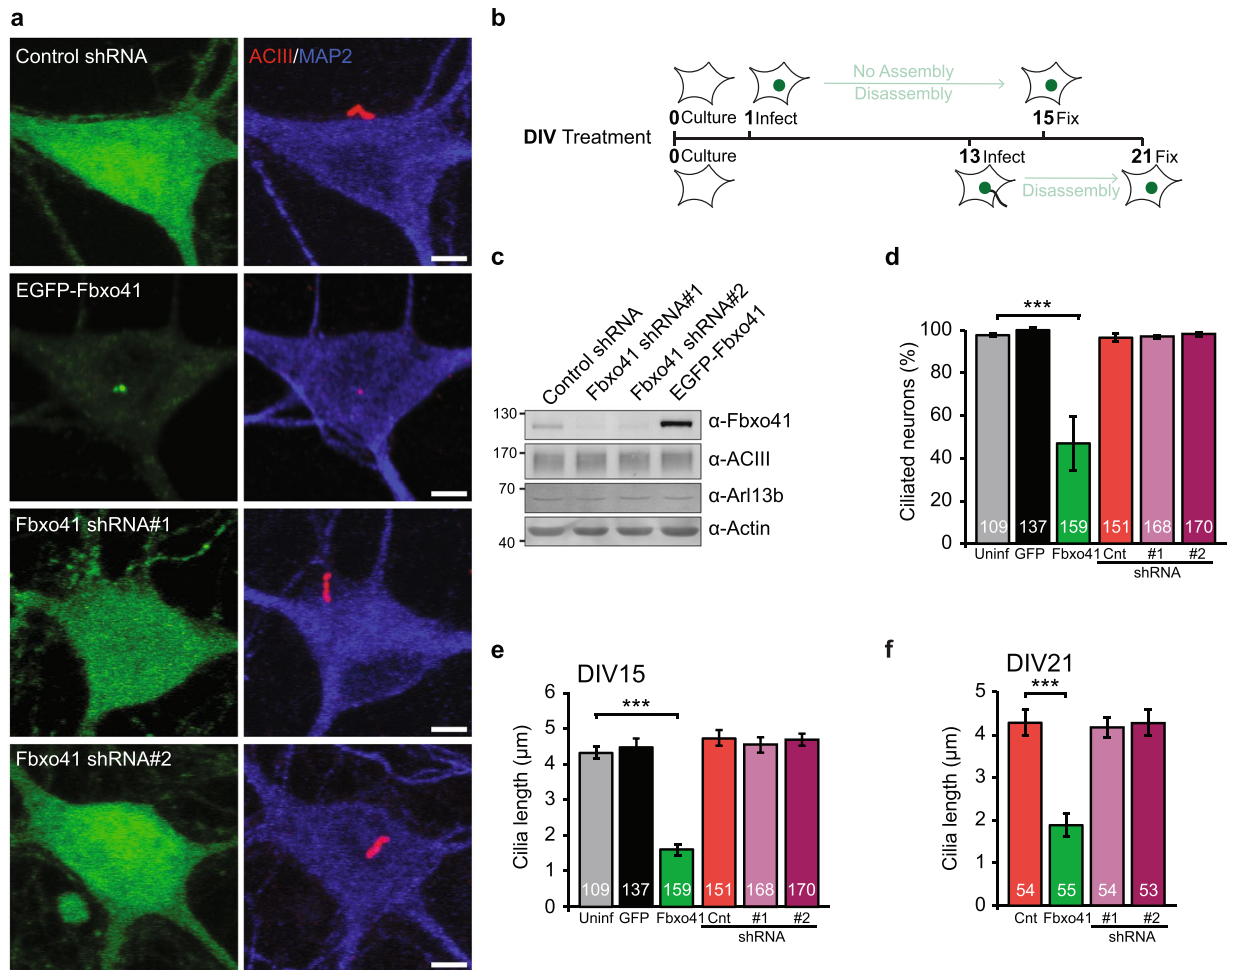 a
Control shRNA
ACIII/MAP2
EGFP-Fbxo41
Fbxo41 shRNA#1
Fbxo41 shRNA#2
b
No Assembly
Disassembly
0 Culture 1 Infect 15 Fix
DIV Treatment
0 Culture 13 Infect 21 Fix
Disassembly
c
Control shRNA
Fbxo41 shRNA#1
Fbxo41 shRNA#2
EGFP-Fbxo41
130 α-Fbxo41
170 α-ACIII
70 α-Arl13b
α-Actin
40
d
***
Ciliated neurons (%)
100
80
60
40
20
0
109 137 159 151 168 170
Uninf GFP Fbxo41 Cnt #1 #2
shRNA
e
DIV15
***
Cilia length (µm)
6
5
4
3
2
1
0
109 137 159 151 168 170
Uninf GFP Fbxo41 Cnt #1 #2
shRNA
f
DIV21
***
Cilia length (µm)
5
4
3
2
1
0
54 55 54 53
Cnt Fbxo41 #1 #2
shRNA